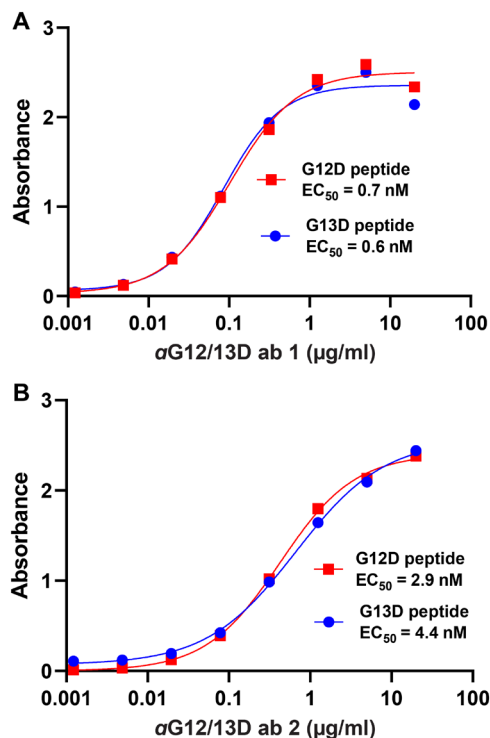 A
3
2
1
0
Absorbance
G12D peptide
EC50 = 0.7 nM
G13D peptide
EC50 = 0.6 nM
0.001 0.01 0.1 1 10 100
αG12/13D ab 1 (µg/ml)
B
3
2
1
0
Absorbance
G12D peptide
EC50 = 2.9 nM
G13D peptide
EC50 = 4.4 nM
0.001 0.01 0.1 1 10 100
αG12/13D ab 2 (µg/ml)